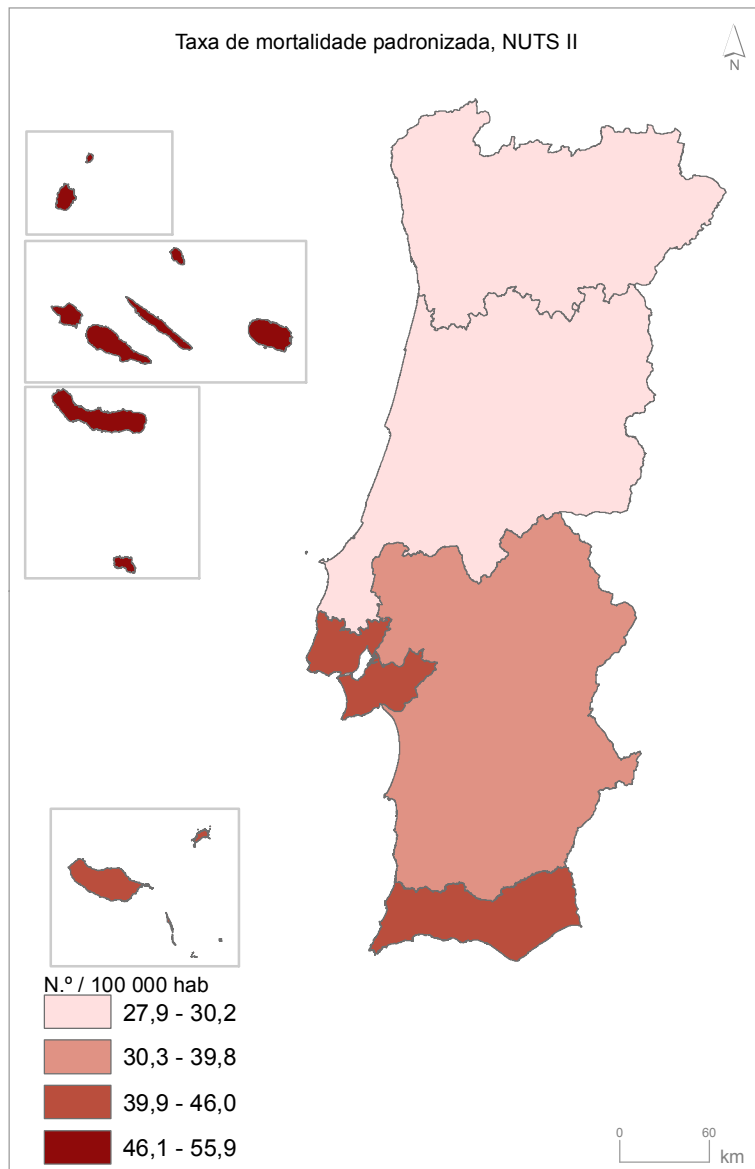 Taxa de mortalidade padronizada, NUTS II
N
N.º / 100 000 hab
27,9 - 30,2
30,3 - 39,8
39,9 - 46,0
46,1 - 55,9
0 60
km